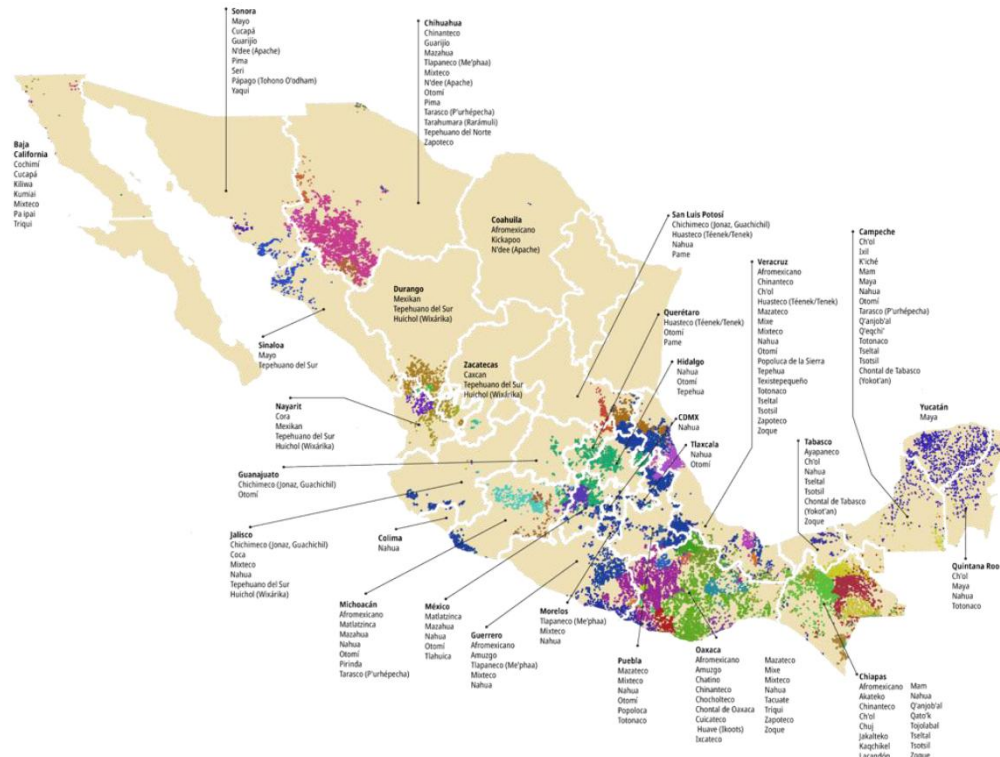 Sonora
Mayo
Cucapá
Guarijío
N'dee (Apache)
Pima
Seri
Pápago (Tohono O'odham)
Yaqui
Chihuahua
Chinanteco
Guarijío
Mazahua
Tlapaneco (Me'phaa)
Mixteco
N'dee (Apache)
Otomí
Pima
Tarasco (P'urhépecha)
Tarahumara (Rarámuli)
Tepehuano del Norte
Zapoteco
Baja
California
Cochimí
Cucapá
Kiliwa
Kumiai
Mixteco
Pa ipai
Triqui
Coahuila
Afromexicano
Kickapoo
N'dee (Apache)
San Luis Potosí
Chichimeco (Jonaz, Guachichil)
Huasteco (Téenek/Tenek)
Nahua
Pame
Campeche
Ch'ol
Ixil
K'iché
Mam
Maya
Nahua
Otomí
Tarasco (P'urhépecha)
Q'anjob'al
Q'eqchi'
Totonaco
Tseltal
Tsotsil
Chontal de Tabasco
(Yokot'an)
Veracruz
Afromexicano
Chinanteco
Ch'ol
Huasteco (Téenek/Tenek)
Mazateco
Mixe
Mixteco
Nahua
Otomí
Popoluca de la Sierra
Tepehua
Texistepequeño
Totonaco
Tseltal
Tsotsil
Zapoteco
Zoque
Durango
Mexikan
Tepehuano del Sur
Huichol (Wixárika)
Querétaro
Huasteco (Téenek/Tenek)
Otomí
Pame
Sinaloa
Mayo
Tepehuano del Sur
Zacatecas
Caxcan
Tepehuano del Sur
Huichol (Wixárika)
Hidalgo
Nahua
Otomí
Tepehua
Nayarit
Cora
Mexikan
Tepehuano del Sur
Huichol (Wixárika)
CDMX
Nahua
Yucatán
Maya
Tlaxcala
Nahua
Otomí
Tabasco
Ayapaneco
Ch'ol
Nahua
Tseltal
Tsotsil
Chontal de Tabasco
(Yokot'an)
Zoque
Guanajuato
Chichimeco (Jonaz, Guachichil)
Otomí
Jalisco
Chichimeco (Jonaz, Guachichil)
Coca
Mixteco
Nahua
Tepehuano del Sur
Huichol (Wixárika)
Colima
Nahua
Quintana Roo
Ch'ol
Maya
Nahua
Totonaco
Michoacán
Afromexicano
Matlatzinca
Mazahua
Nahua
Otomí
Pirinda
Tarasco (P'urhépecha)
México
Matlatzinca
Mazahua
Nahua
Otomí
Tlahuica
Guerrero
Afromexicano
Amuzgo
Tlapaneco (Me'phaa)
Mixteco
Nahua
Morelos
Tlapaneco (Me'phaa)
Mixteco
Nahua
Puebla
Mazateco
Mixteco
Nahua
Otomí
Popoloca
Totonaco
Oaxaca
Afromexicano
Amuzgo
Chatino
Chinanteco
Chocholteco
Chontal de Oaxaca
Cuicateco
Huave (Ikoots)
Ixcateco
Mazateco
Mixe
Mixteco
Nahua
Tacuate
Triqui
Zapoteco
Zoque
Chiapas
Afromexicano
Akateko
Chinanteco
Ch'ol
Chuj
Jakalteko
Kaqchikel
Lacandón
Mam
Nahua
Q'anjob'al
Qato'k
Tojolabal
Tseltal
Tsotsil
Zoque